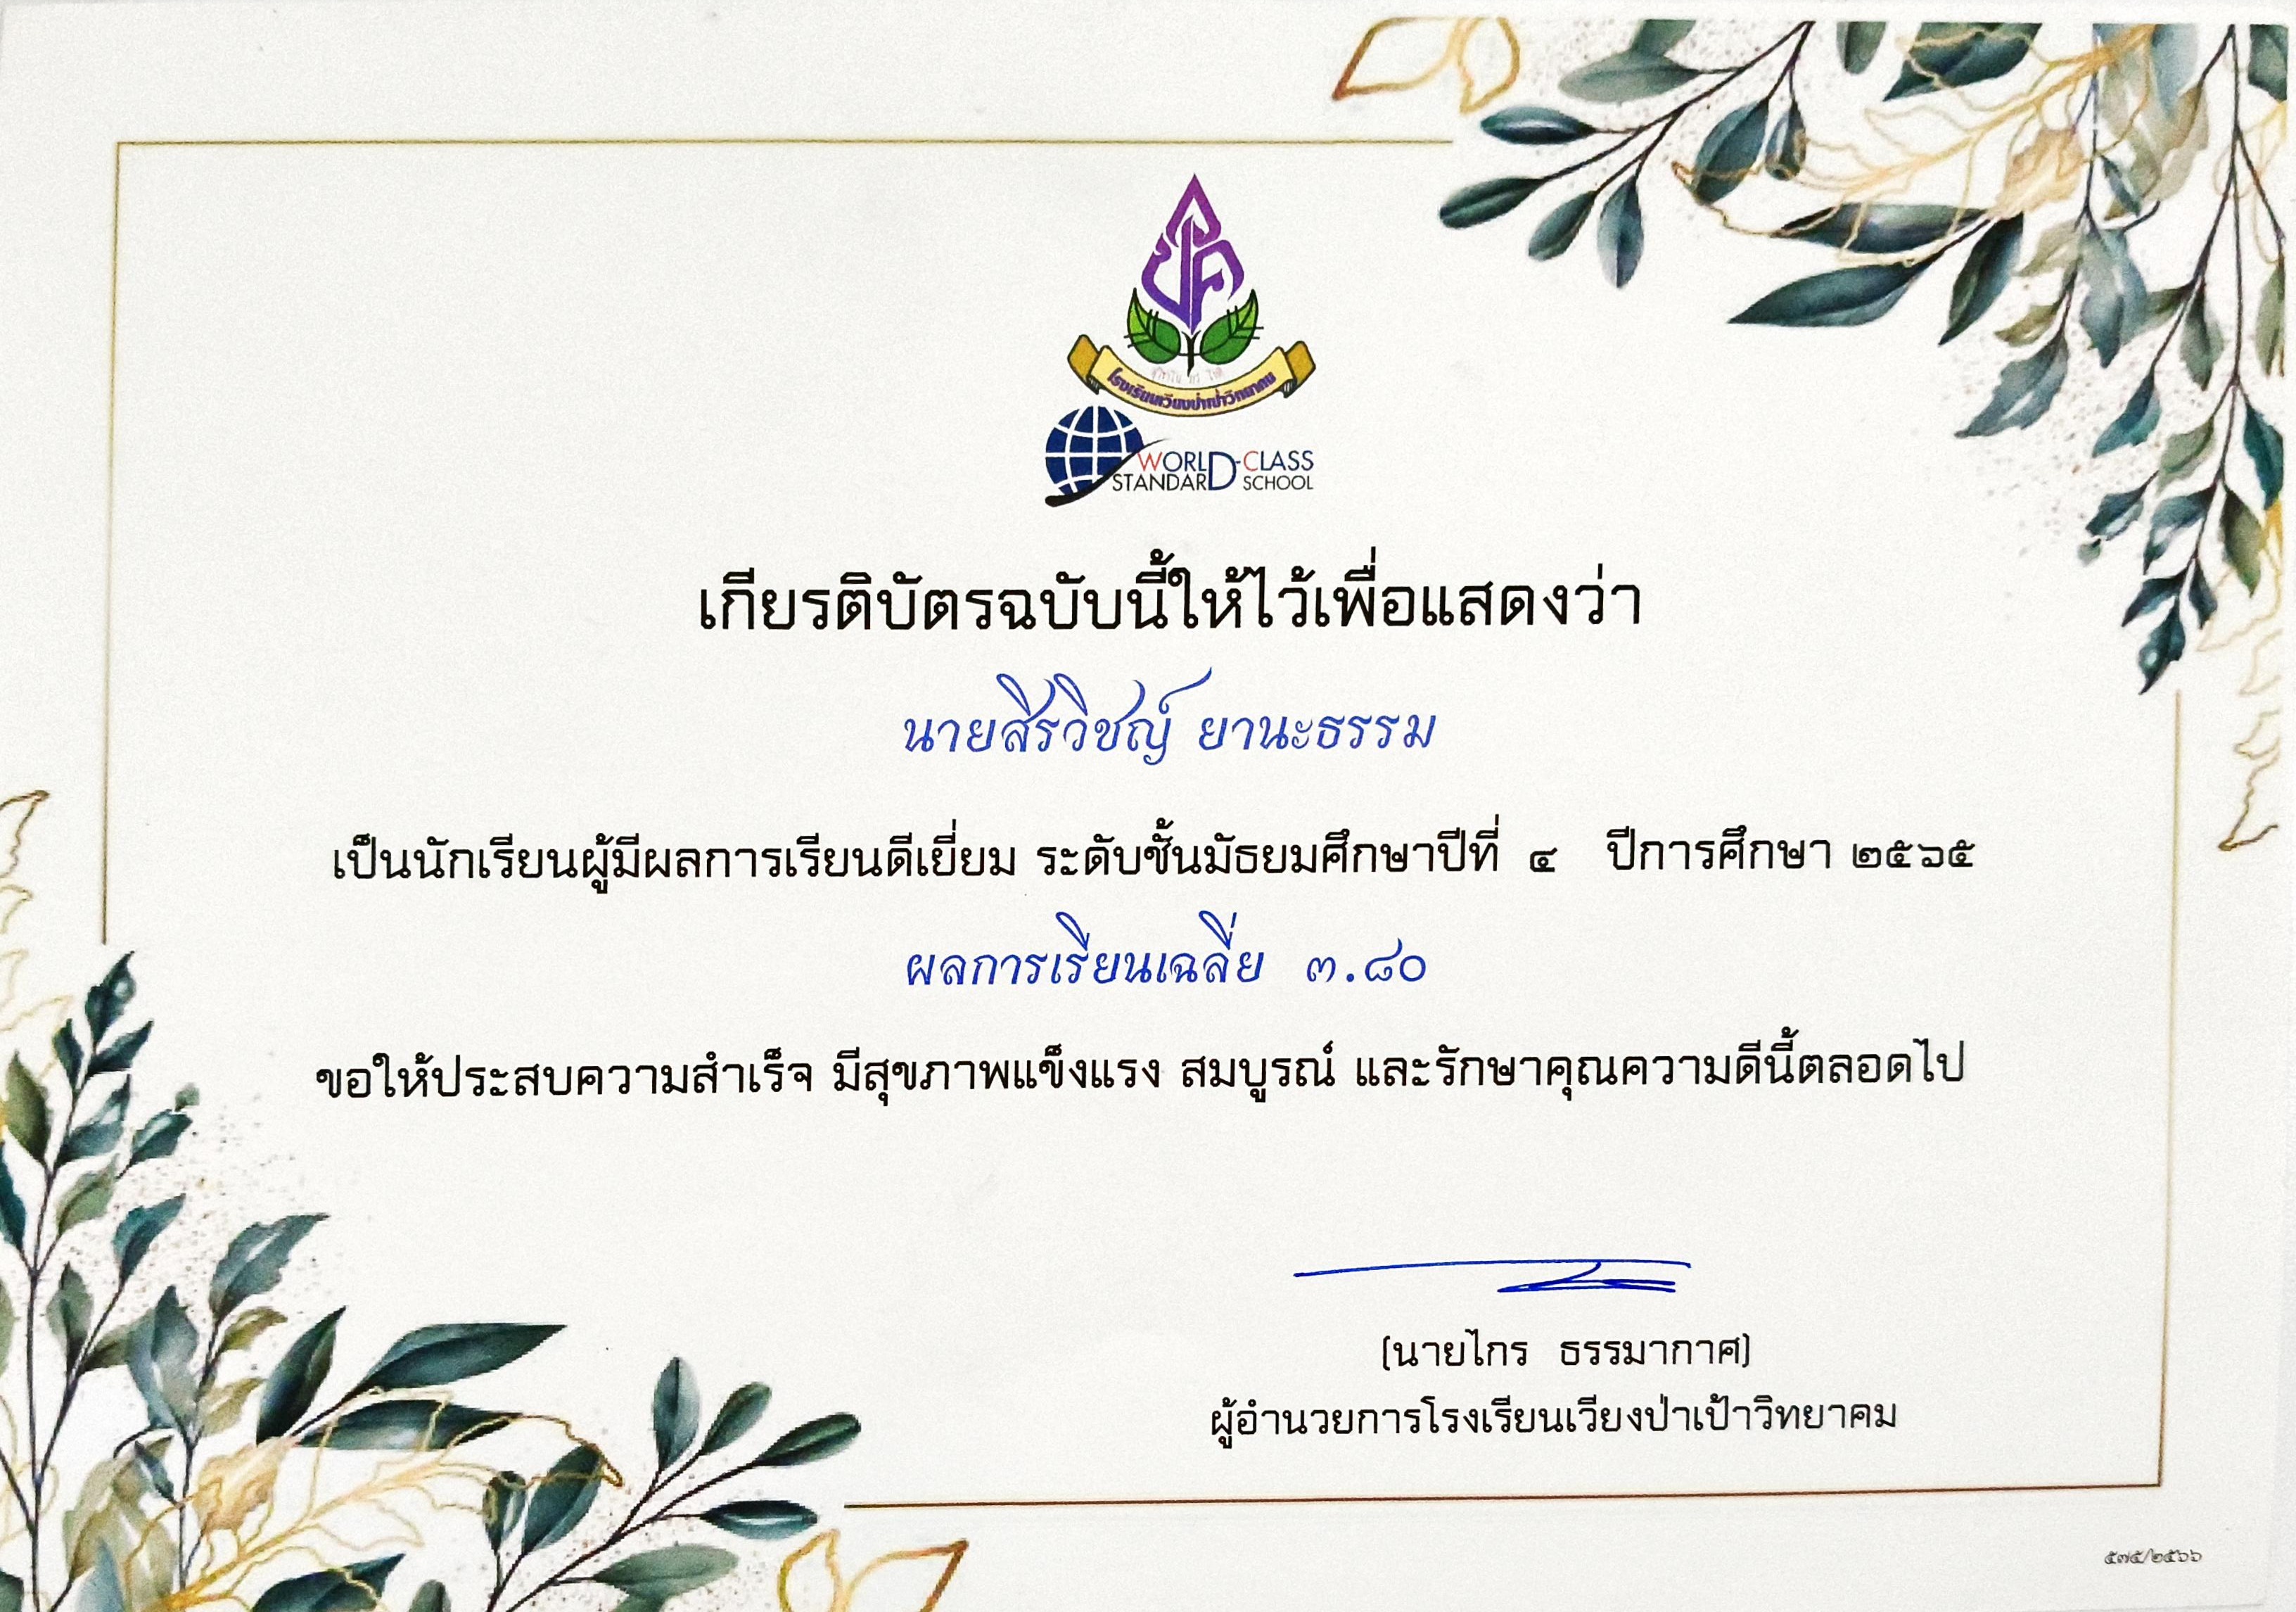 โรงเรียนเวียงป่าเป้าวิทยาคม
WORLD-CLASS
STANDARD SCHOOL
เกียรติบัตรฉบับนี้ให้ไว้เพื่อแสดงว่า
นายสิรวิชญ์ ยานะธรรม
เป็นนักเรียนผู้มีผลการเรียนดีเยี่ยม ระดับชั้นมัธยมศึกษาปีที่ ๔ ปีการศึกษา ๒๕๖๕
ผลการเรียนเฉลี่ย ๓.๘๐
ขอให้ประสบความสำเร็จ มีสุขภาพแข็งแรง สมบูรณ์ และรักษาคุณความดีนี้ตลอดไป
(นายไกร ธรรมากาศ)
ผู้อำนวยการโรงเรียนเวียงป่าเป้าวิทยาคม
๕๗๕/๒๕๖๖